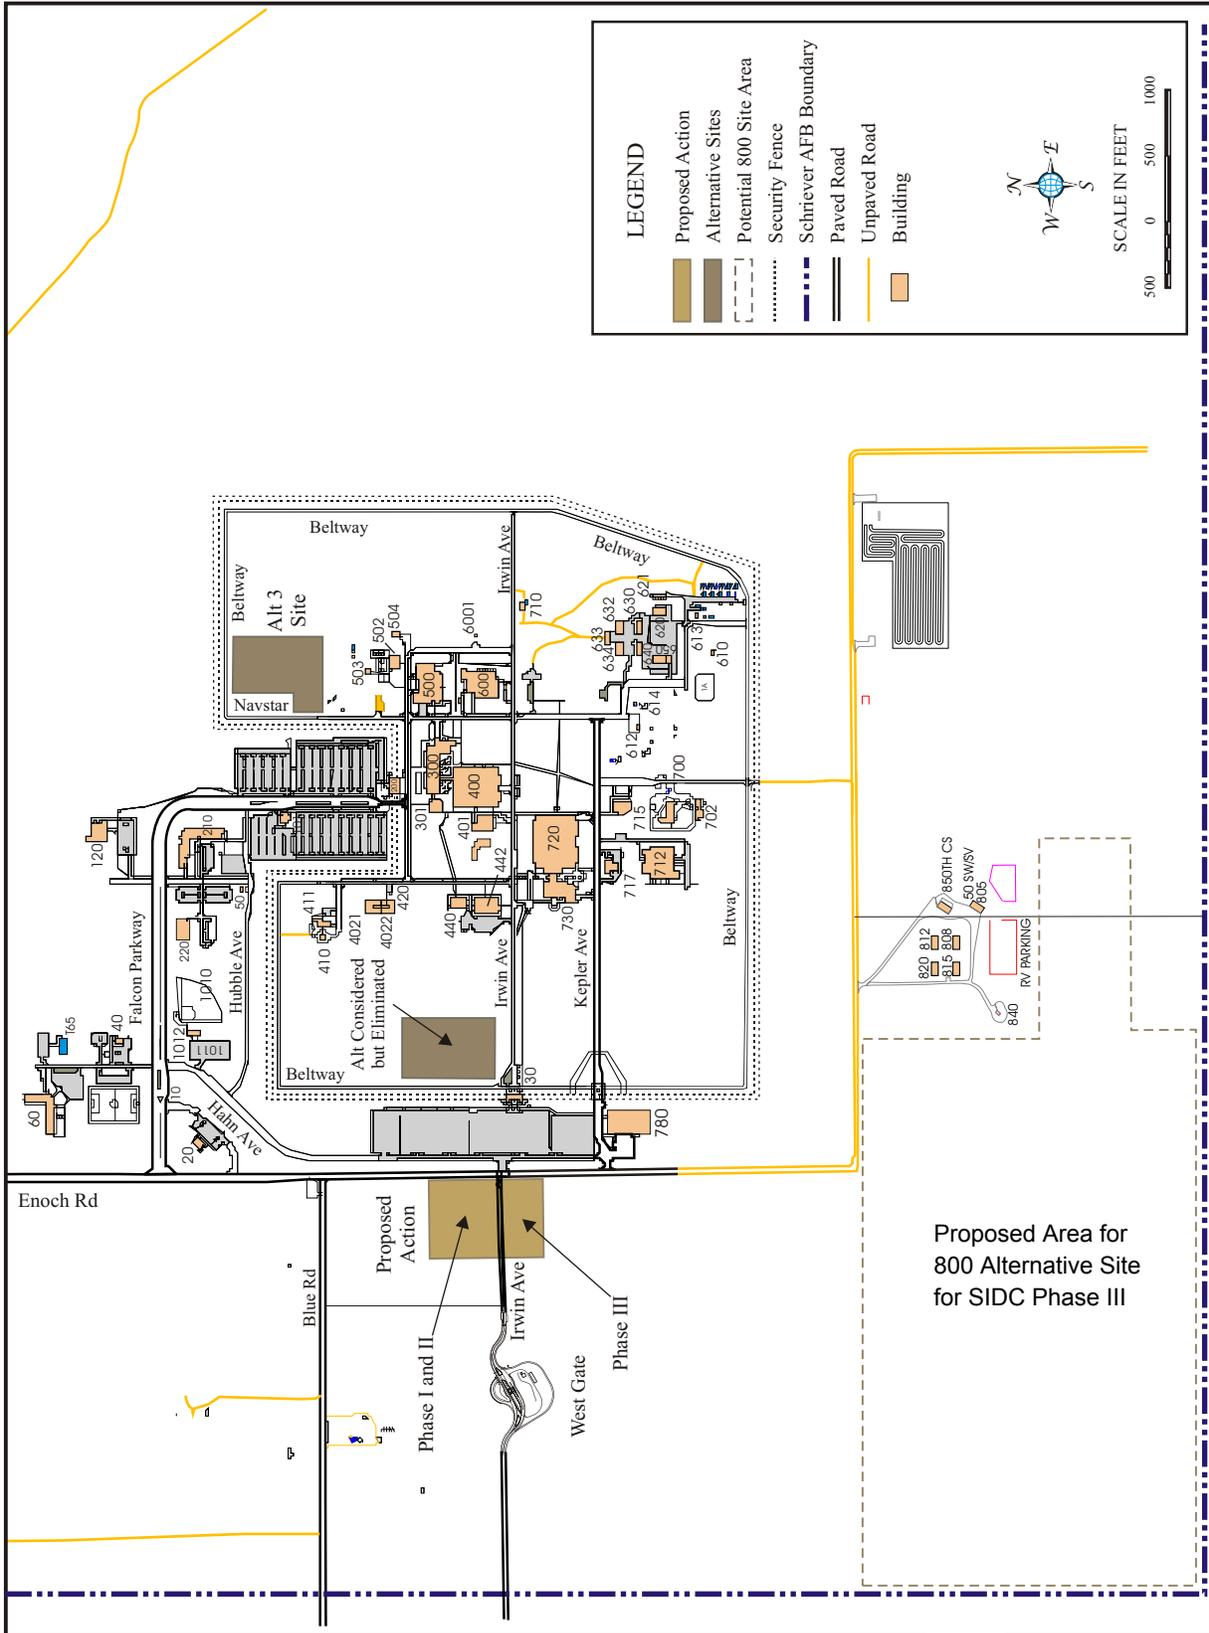 LEGEND
Proposed Action
Alternative Sites
Potential 800 Site Area
Security Fence
Schriever AFB Boundary
Paved Road
Unpaved Road
Building
N
W
E
S
SCALE IN FEET
500
0
500
1000
Beltway
Beltway
Beltway
Irwin Ave
Alt 3
Site
Navstar
504
502
503
6001
710
500
600
621
630
632
633
634
620
640
613
610
1A
614
612
700
300
200
301
400
401
442
715
702
720
712
717
730
120
210
50
220
411
410
4021
4022
420
440
Falcon Parkway
Hubble Ave
Irwin Ave
Kepler Ave
Beltway
Alt Considered
but Eliminated
Beltway
1010
1012
1011
T65
40
60
10
20
Hahn Ave
30
780
Enoch Rd
Proposed
Action
Blue Rd
Irwin Ave
Phase I and II
Phase III
West Gate
850TH CS
50 SW/SV
805
812
808
820
815
RV PARKING
840
Proposed Area for
800 Alternative Site
for SIDC Phase III